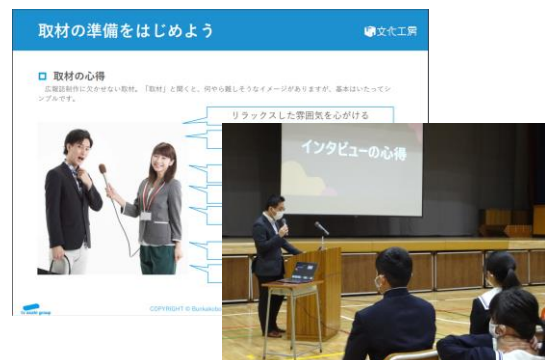 取材の準備をはじめよう
文化工房
取材の心得
広報誌制作に欠かせない取材。「取材」と聞くと、何やら難しそうなイメージがありますが、基本はいたってシ
ンプルです。
リラックスした雰囲気を心がける
インタビューの心得
tv asahi group
COPYRIGHT © Bunkakobo